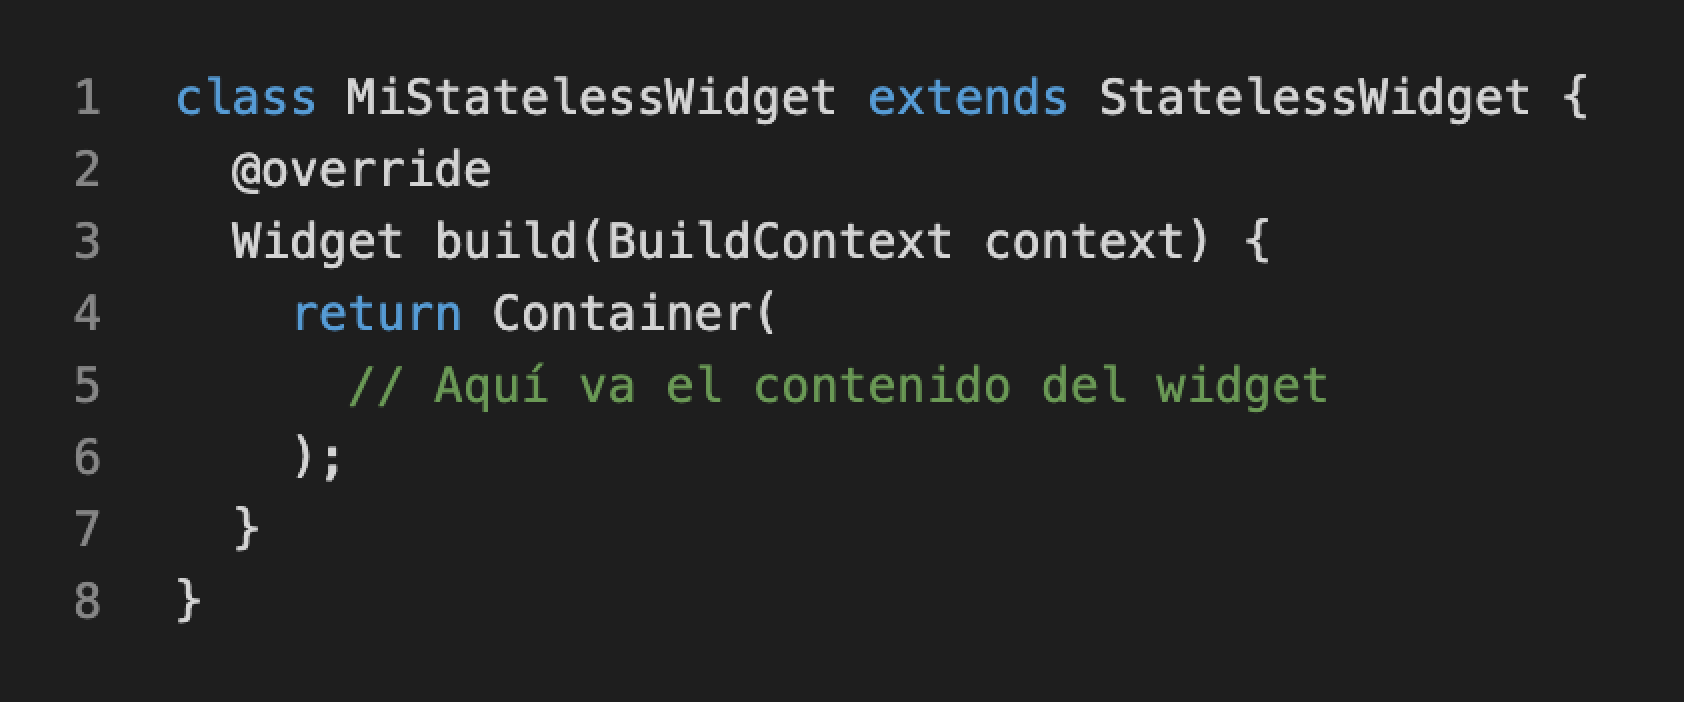 1 class MiStatelessWidget extends StatelessWidget {
2 @override
3 Widget build(BuildContext context) {
4 return Container(
5 // Aquí va el contenido del widget
6 );
7 }
8 }